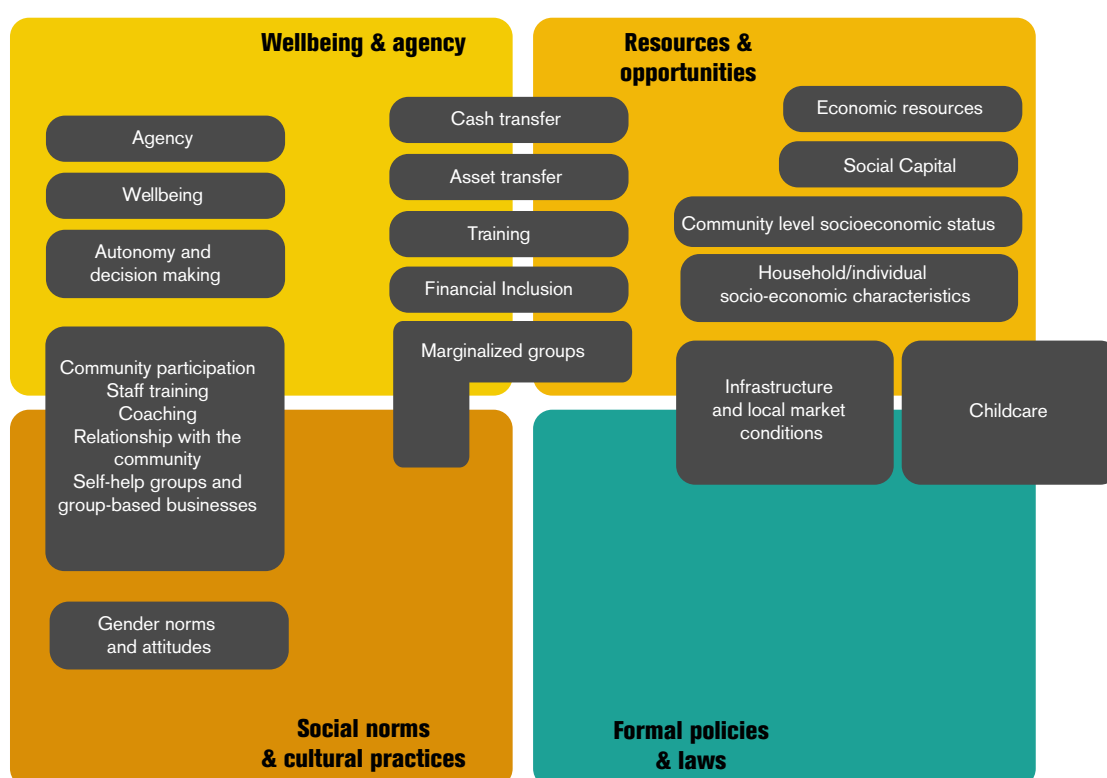 Wellbeing & agency
Resources &
opportunities
Agency
Wellbeing
Autonomy and
decision making
Cash transfer
Asset transfer
Training
Financial Inclusion
Marginalized groups
Economic resources
Social Capital
Community level socioeconomic status
Household/individual
socio-economic characteristics
Community participation
Staff training
Coaching
Relationship with the
community
Self-help groups and
group-based businesses
Infrastructure
and local market
conditions
Childcare
Gender norms
and attitudes
Social norms
& cultural practices
Formal policies
& laws